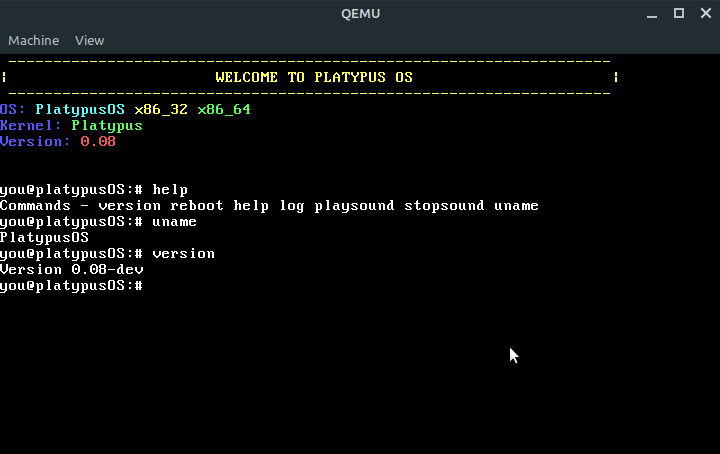 QEMU
Machine View
-------------------------------------------------------------------
¦ WELCOME TO PLATYPUS OS ¦
-------------------------------------------------------------------
OS: PlatypusOS x86_32 x86_64
Kernel: Platypus
Version: 0.08
you@platypusOS:# help
Commands - version reboot help log playsound stopsound uname
you@platypusOS:# uname
PlatypusOS
you@platypusOS:# version
Version 0.08-dev
you@platypusOS:#